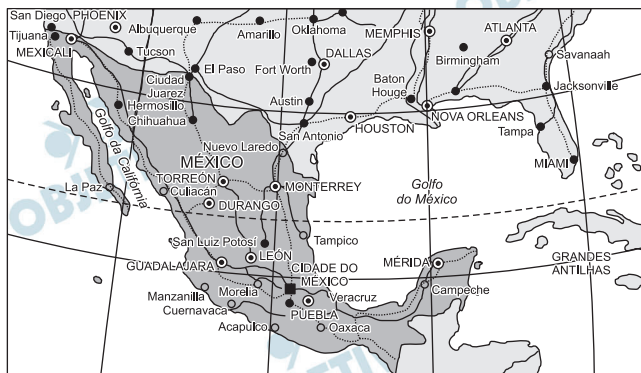 San Diego
PHOENIX
Tijuana
MEXICALI
Albuquerque
Tucson
Amarillo
Oklahoma
MEMPHIS
ATLANTA
Savanaah
DALLAS
Birmingham
El Paso
Fort Worth
Ciudad
Juarez
Hermosillo
Chihuahua
Baton
Houge
Jacksonville
Austin
NOVA ORLEANS
San Antonio
HOUSTON
Tampa
Nuevo Laredo
MÉXICO
MIAMI
Golfo da Califórnia
TORREÓN
Culiacán
MONTERREY
La Paz
DURANGO
Golfo
do México
San Luiz Potosí
Tampico
LEÓN
GUADALAJARA
CIDADE DO
MÉXICO
MÉRIDA
GRANDES
ANTILHAS
Manzanilla
Morelia
Veracruz
Campeche
Cuernavaca
PUEBLA
Acapulco
Oaxaca
OBJETIVO